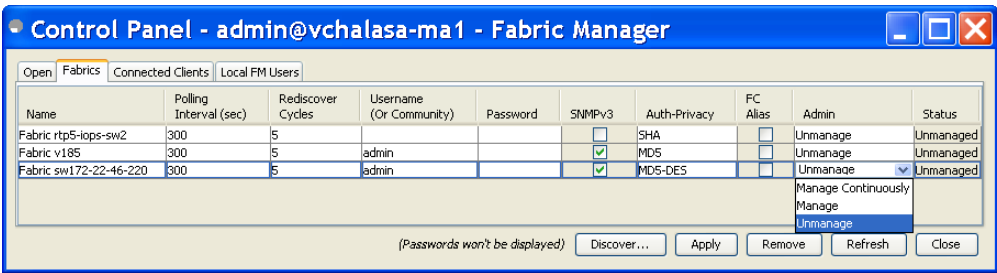 Control Panel - admin@vchalasa-ma1 - Fabric Manager
Open Fabrics Connected Clients Local FM Users
Name Polling Interval (sec) Rediscover Cycles Username (Or Community) Password SNMPv3 Auth-Privacy FC Alias Admin Status
Fabric rtp5-iops-sw2 300 5 SHA Unmanage Unmanaged
Fabric v185 300 5 admin MD5 Unmanage Unmanaged
Fabric sw172-22-46-220 300 5 admin MD5-DES Unmanage Unmanaged
Manage Continuously
Manage
Unmanage
(Passwords won't be displayed) Discover... Apply Remove Refresh Close